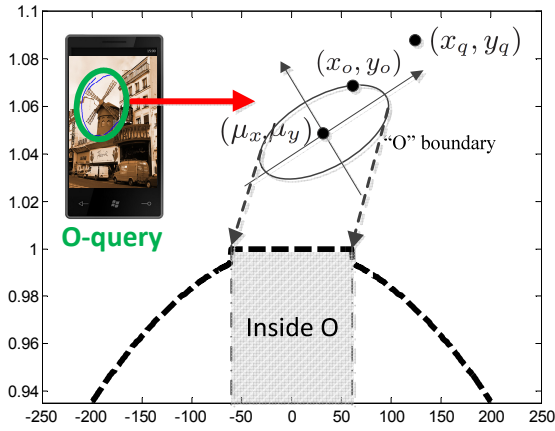 1.1
1.08
1.06
1.04
1.02
1
0.98
0.96
0.94
-250 -200 -150 -100 -50 0 50 100 150 200 250
(x_q, y_q)
(x_o, y_o)
(μ_x, μ_y)
“O” boundary
O-query
Inside O